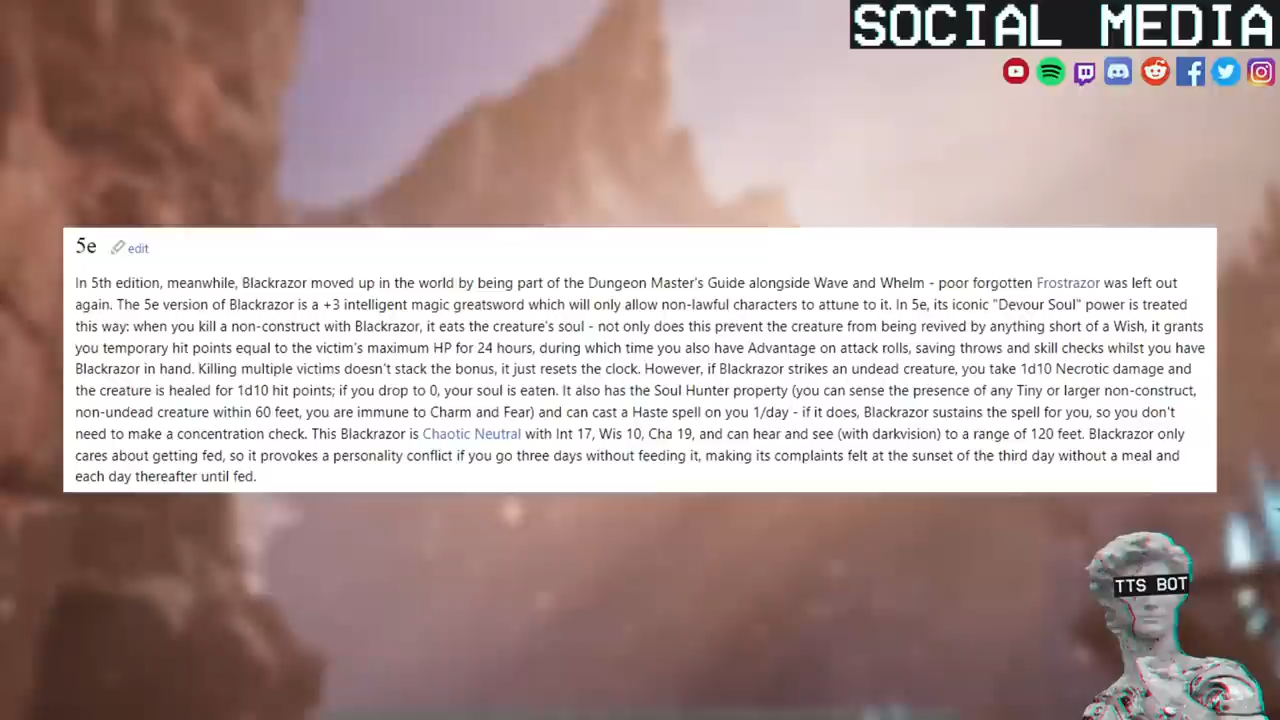 SOCIAL MEDIA
5e edit
In 5th edition, meanwhile, Blackrazor moved up in the world by being part of the Dungeon Master's Guide alongside Wave and Whelm - poor forgotten Frostrazor was left out
again. The 5e version of Blackrazor is a +3 intelligent magic greatsword which will only allow non-lawful characters to attune to it. In 5e, its iconic "Devour Soul" power is treated
this way: when you kill a non-construct with Blackrazor, it eats the creature's soul - not only does this prevent the creature from being revived by anything short of a Wish, it grants
you temporary hit points equal to the victim's maximum HP for 24 hours, during which time you also have Advantage on attack rolls, saving throws and skill checks whilst you have
Blackrazor in hand. Killing multiple victims doesn't stack the bonus, it just resets the clock. However, if Blackrazor strikes an undead creature, you take 1d10 Necrotic damage and
the creature is healed for 1d10 hit points; if you drop to 0, your soul is eaten. It also has the Soul Hunter property (you can sense the presence of any Tiny or larger non-construct,
non-undead creature within 60 feet, you are immune to Charm and Fear) and can cast a Haste spell on you 1/day - if it does, Blackrazor sustains the spell for you, so you don't
need to make a concentration check. This Blackrazor is Chaotic Neutral with Int 17, Wis 10, Cha 19, and can hear and see (with darkvision) to a range of 120 feet. Blackrazor only
cares about getting fed, so it provokes a personality conflict if you go three days without feeding it, making its complaints felt at the sunset of the third day without a meal and
each day thereafter until fed.
TTS BOT